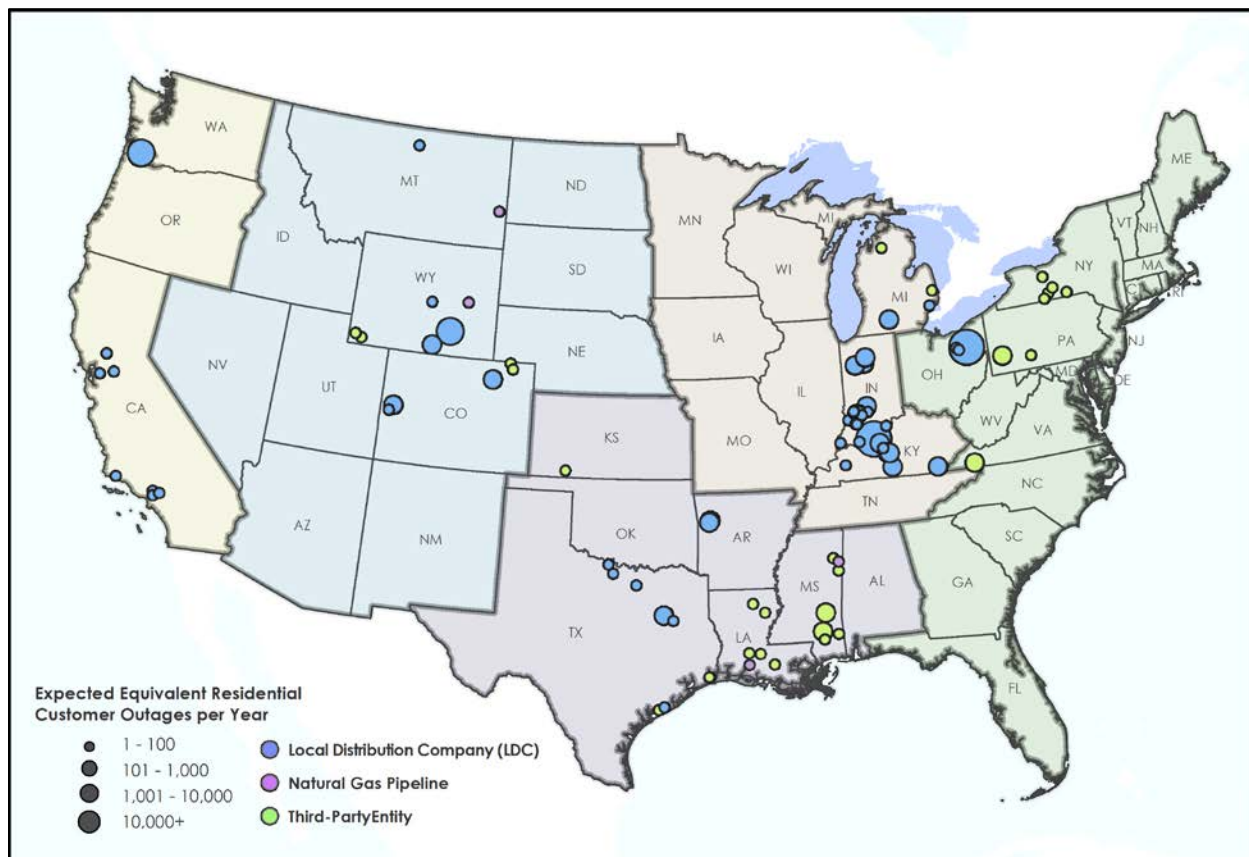 WA
ME
MT
ND
MN
MI
VT
NH
OR
ID
NY
MA
SD
WI
WY
MI
CT
RI
IA
PA
NJ
NE
NV
OH
MD
DE
UT
IL
IN
CA
CO
WV
VA
KS
MO
KY
NC
TN
OK
AZ
NM
AR
SC
MS
AL
GA
TX
LA
FL
Expected Equivalent Residential
Customer Outages per Year
1 - 100
101 - 1,000
1,001 - 10,000
10,000+
Local Distribution Company (LDC)
Natural Gas Pipeline
Third-PartyEntity